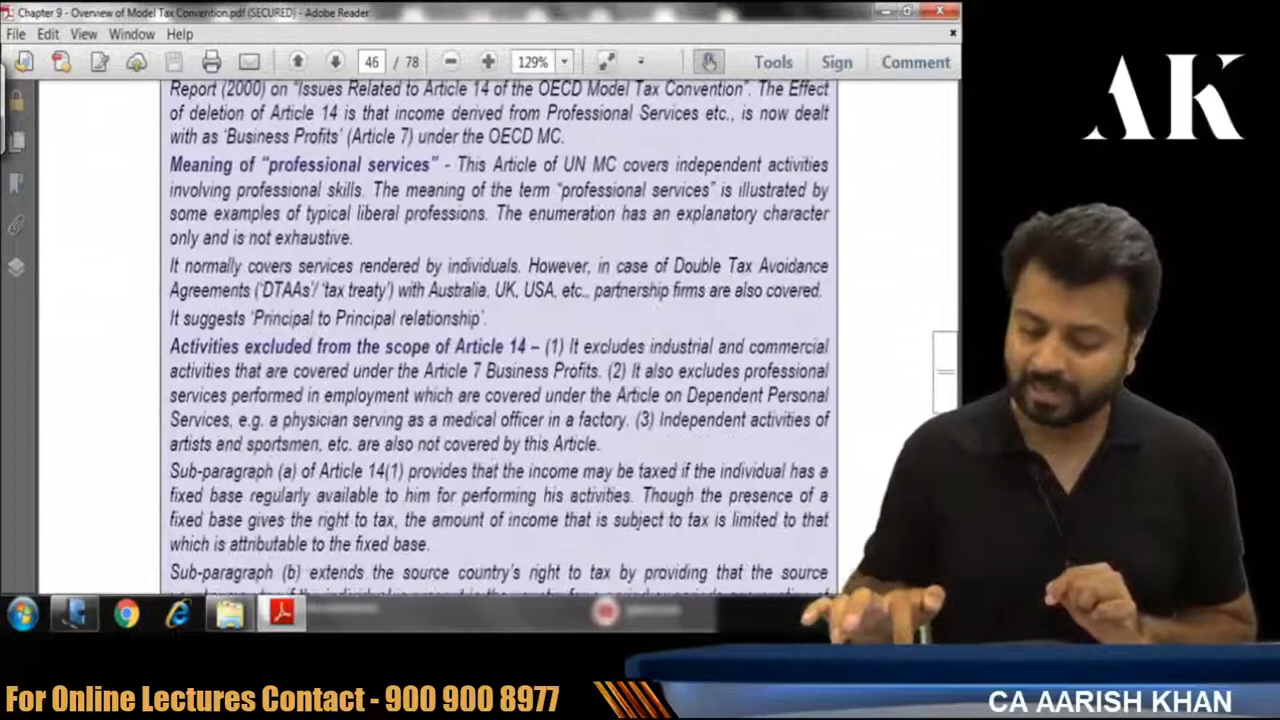 Chapter 9 - Overview of Model Tax Convention.pdf (SECURED) - Adobe Reader
File Edit View Window Help
46 / 78 129% Tools Sign Comment
AK
Report (2000) on "Issues Related to Article 14 of the OECD Model Tax Convention". The Effect
of deletion of Article 14 is that income derived from Professional Services etc., is now dealt
with as 'Business Profits' (Article 7) under the OECD MC.
Meaning of "professional services" - This Article of UN MC covers independent activities
involving professional skills. The meaning of the term "professional services" is illustrated by
some examples of typical liberal professions. The enumeration has an explanatory character
only and is not exhaustive.
It normally covers services rendered by individuals. However, in case of Double Tax Avoidance
Agreements ('DTAAs'/ 'tax treaty') with Australia, UK, USA, etc., partnership firms are also covered.
It suggests 'Principal to Principal relationship'.
Activities excluded from the scope of Article 14 – (1) It excludes industrial and commercial
activities that are covered under the Article 7 Business Profits. (2) It also excludes professional
services performed in employment which are covered under the Article on Dependent Personal
Services, e.g. a physician serving as a medical officer in a factory. (3) Independent activities of
artists and sportsmen, etc. are also not covered by this Article.
Sub-paragraph (a) of Article 14(1) provides that the income may be taxed if the individual has a
fixed base regularly available to him for performing his activities. Though the presence of a
fixed base gives the right to tax, the amount of income that is subject to tax is limited to that
which is attributable to the fixed base.
Sub-paragraph (b) extends the source country's right to tax by providing that the source
For Online Lectures Contact - 900 900 8977
CA AARISH KHAN